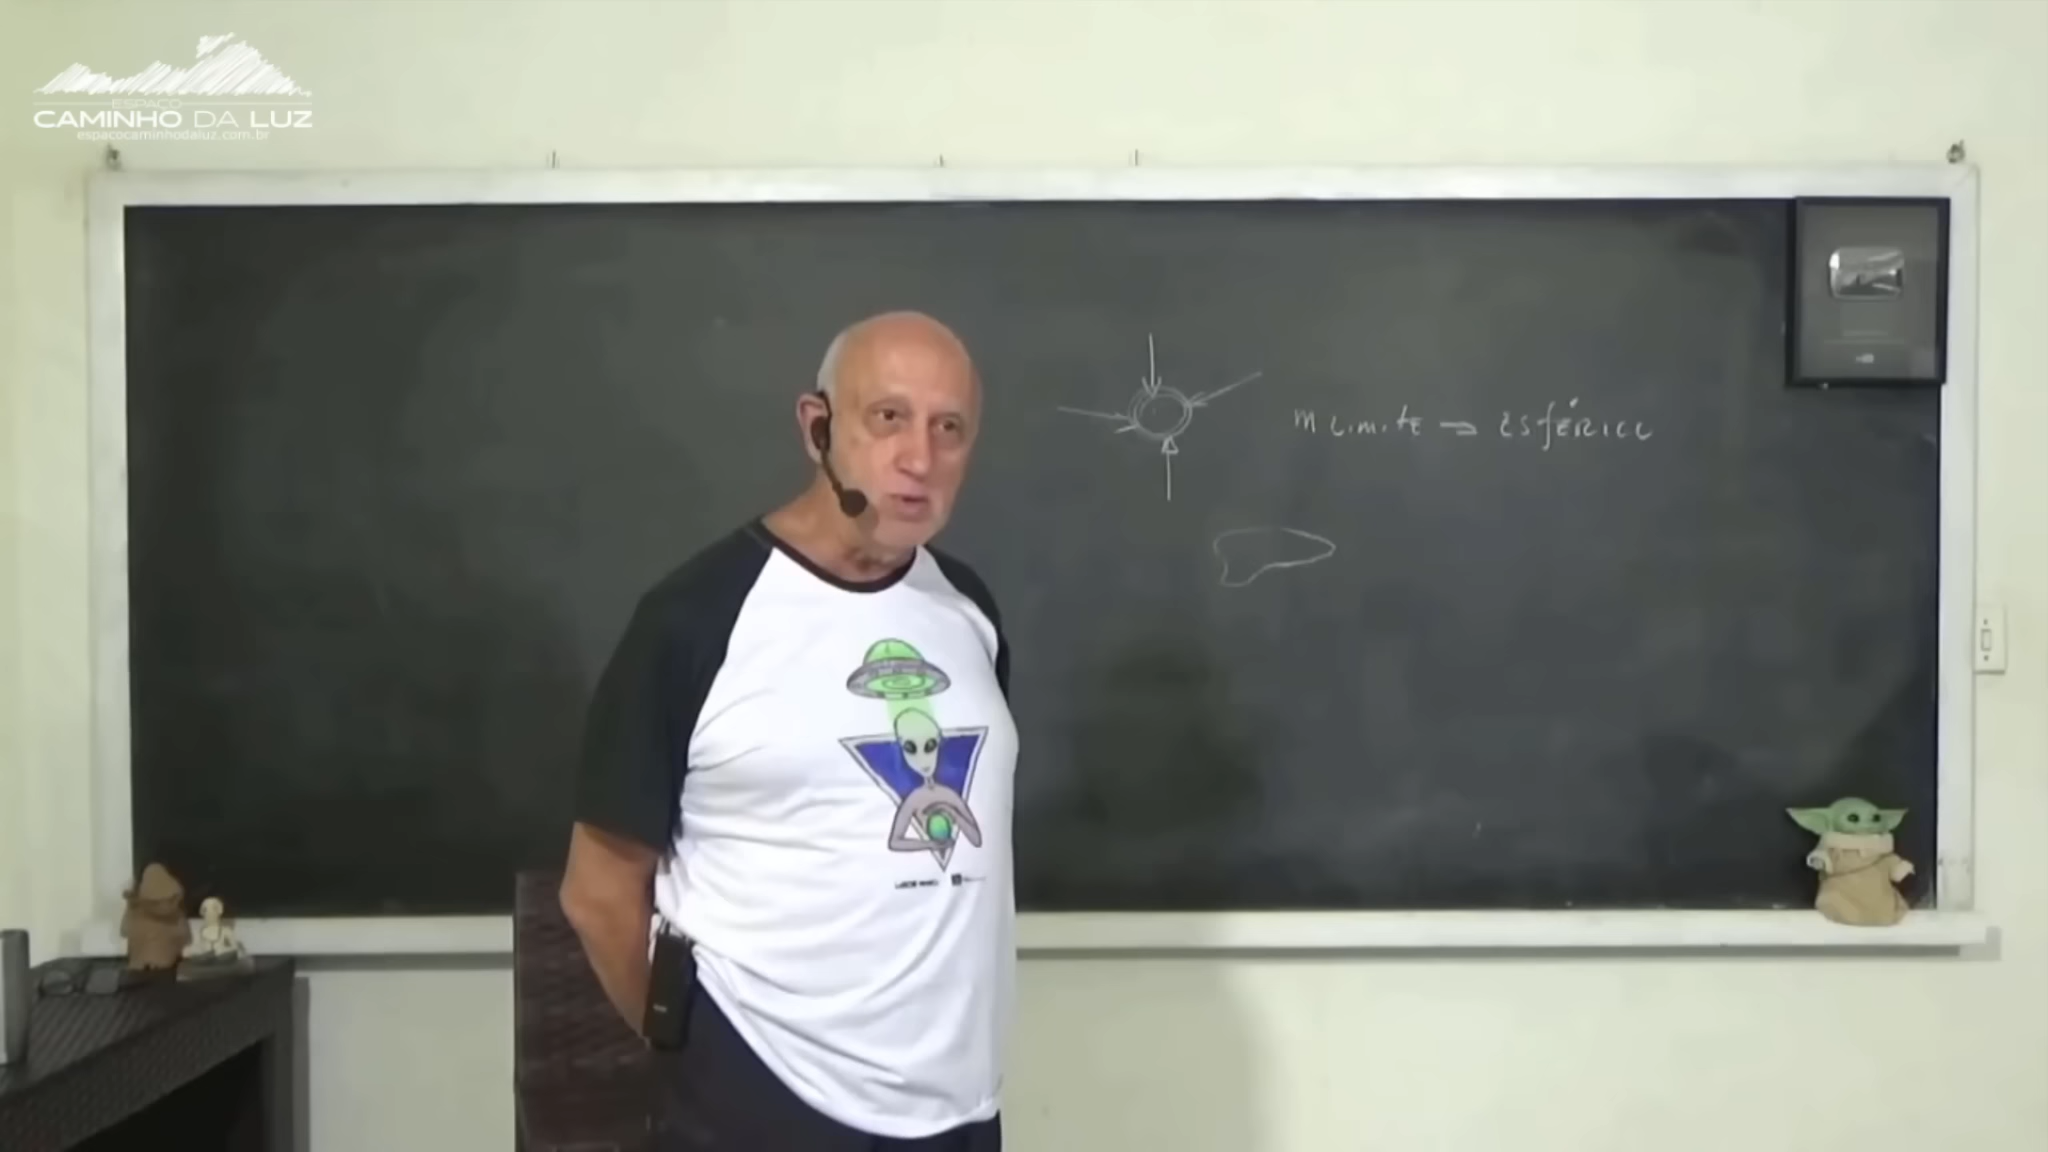 ESPAÇO
CAMINHO DA LUZ
espacocaminhodaluz.com.br
M LIMITE ⇒ ESFÉRICO